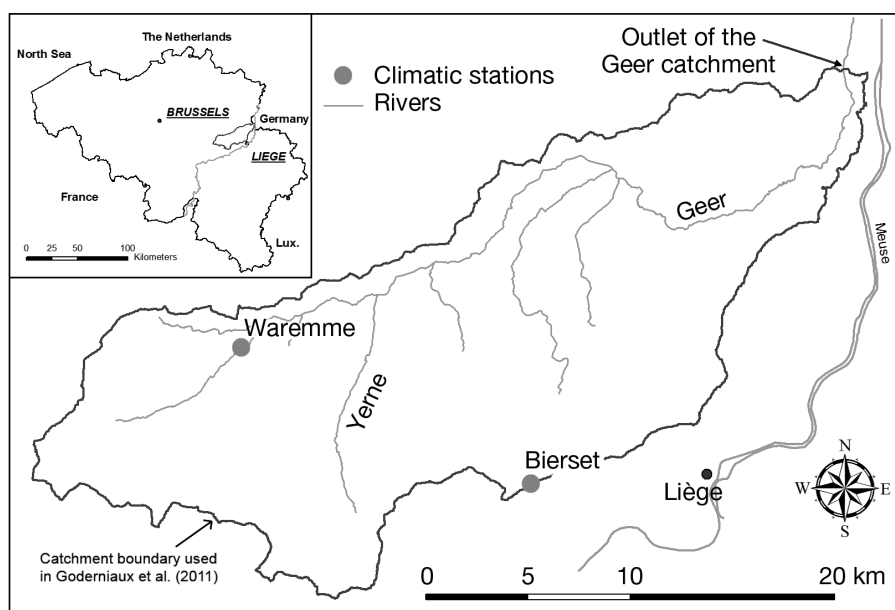 The Netherlands
North Sea
BRUSSELS
Germany
LIEGE
France
Lux.
0 25 50 100
Kilometers
Climatic stations
Rivers
Outlet of the
Geer catchment
Geer
Meuse
Waremme
Yerne
Bierset
Liège
N
W E
S
Catchment boundary used
in Goderniaux et al. (2011)
0 5 10 20 km